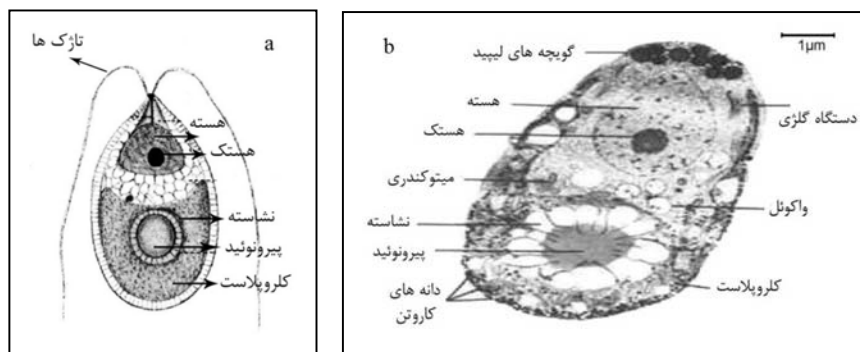 a
تاژک ها
هسته
هستک
نشاسته
پیرونوئید
کلروپلاست
b
1µm
گویچه های لیپید
هسته
دستگاه گلژی
هستک
میتوکندری
واکوئل
نشاسته
پیرونوئید
کلروپلاست
دانه های
کاروتن